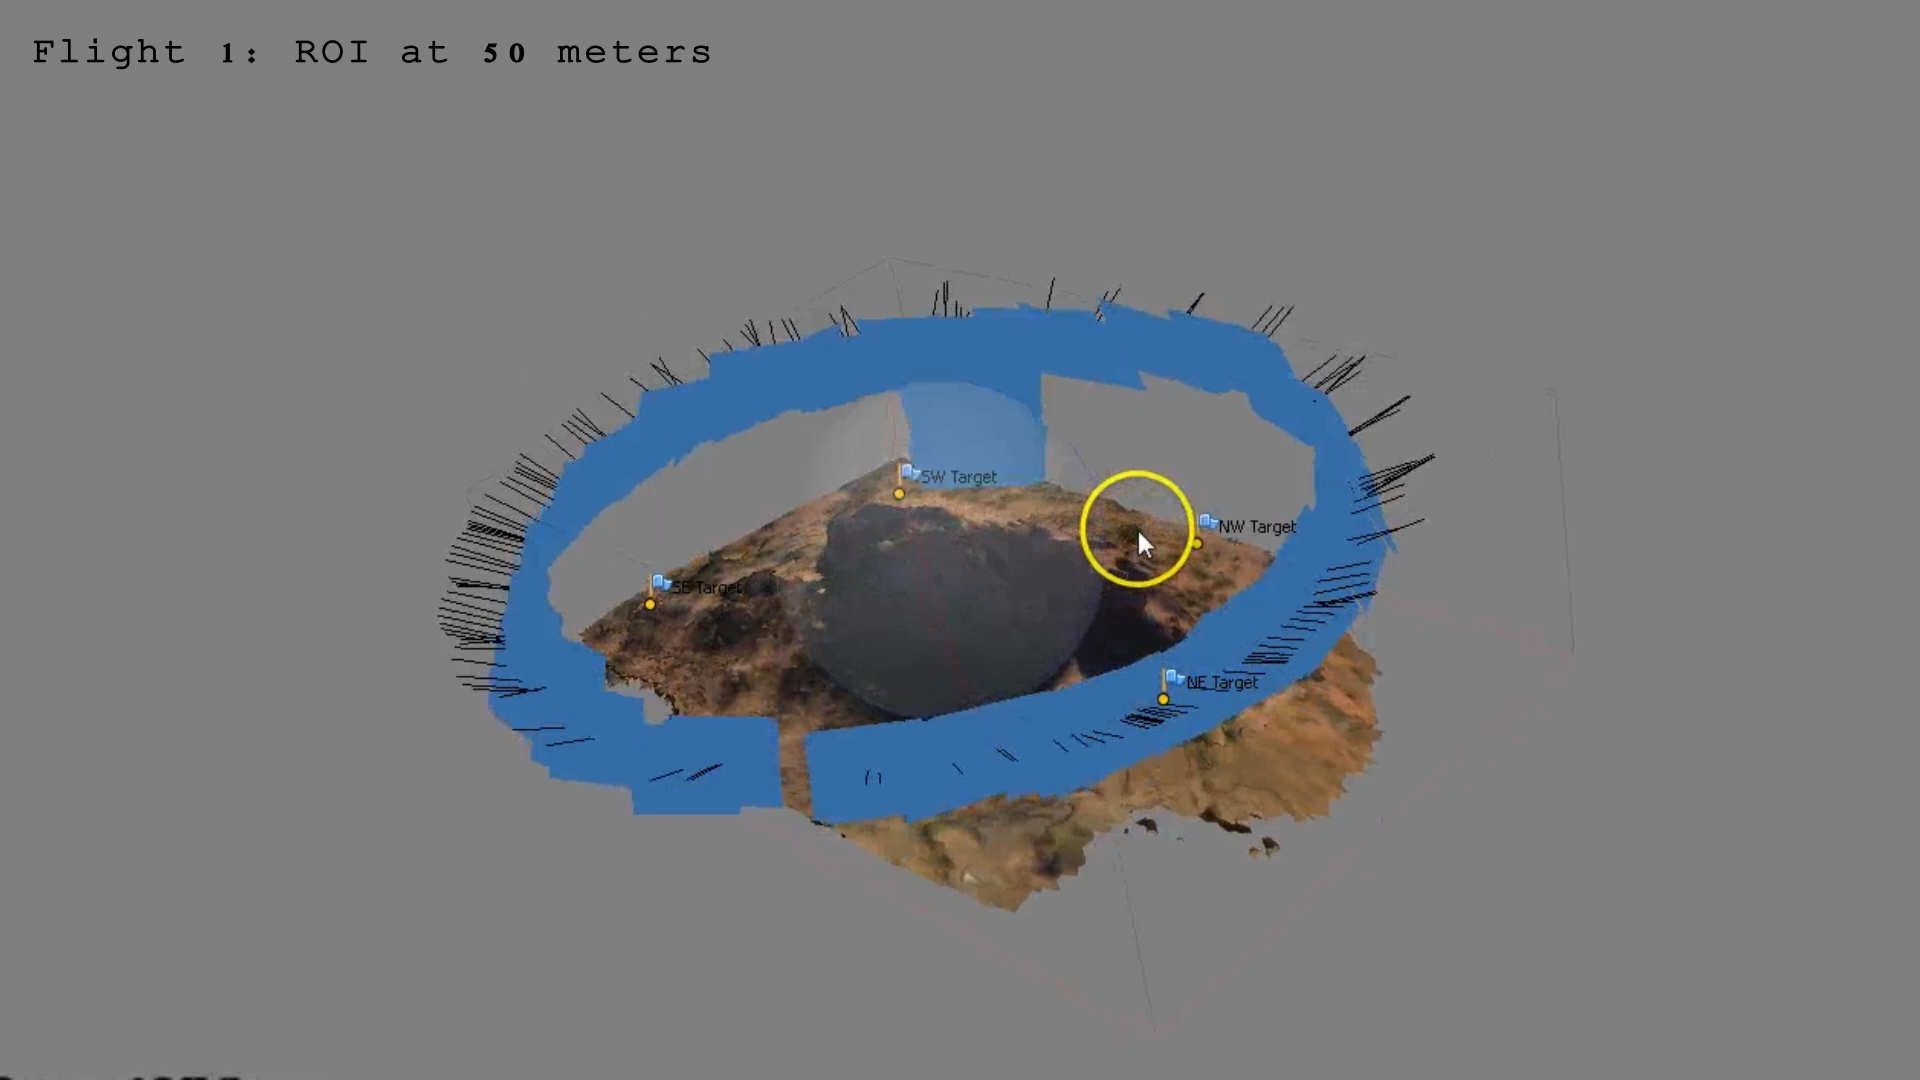 Flight 1: ROI at 50 meters
SW Target
NW Target
SE Target
NE Target